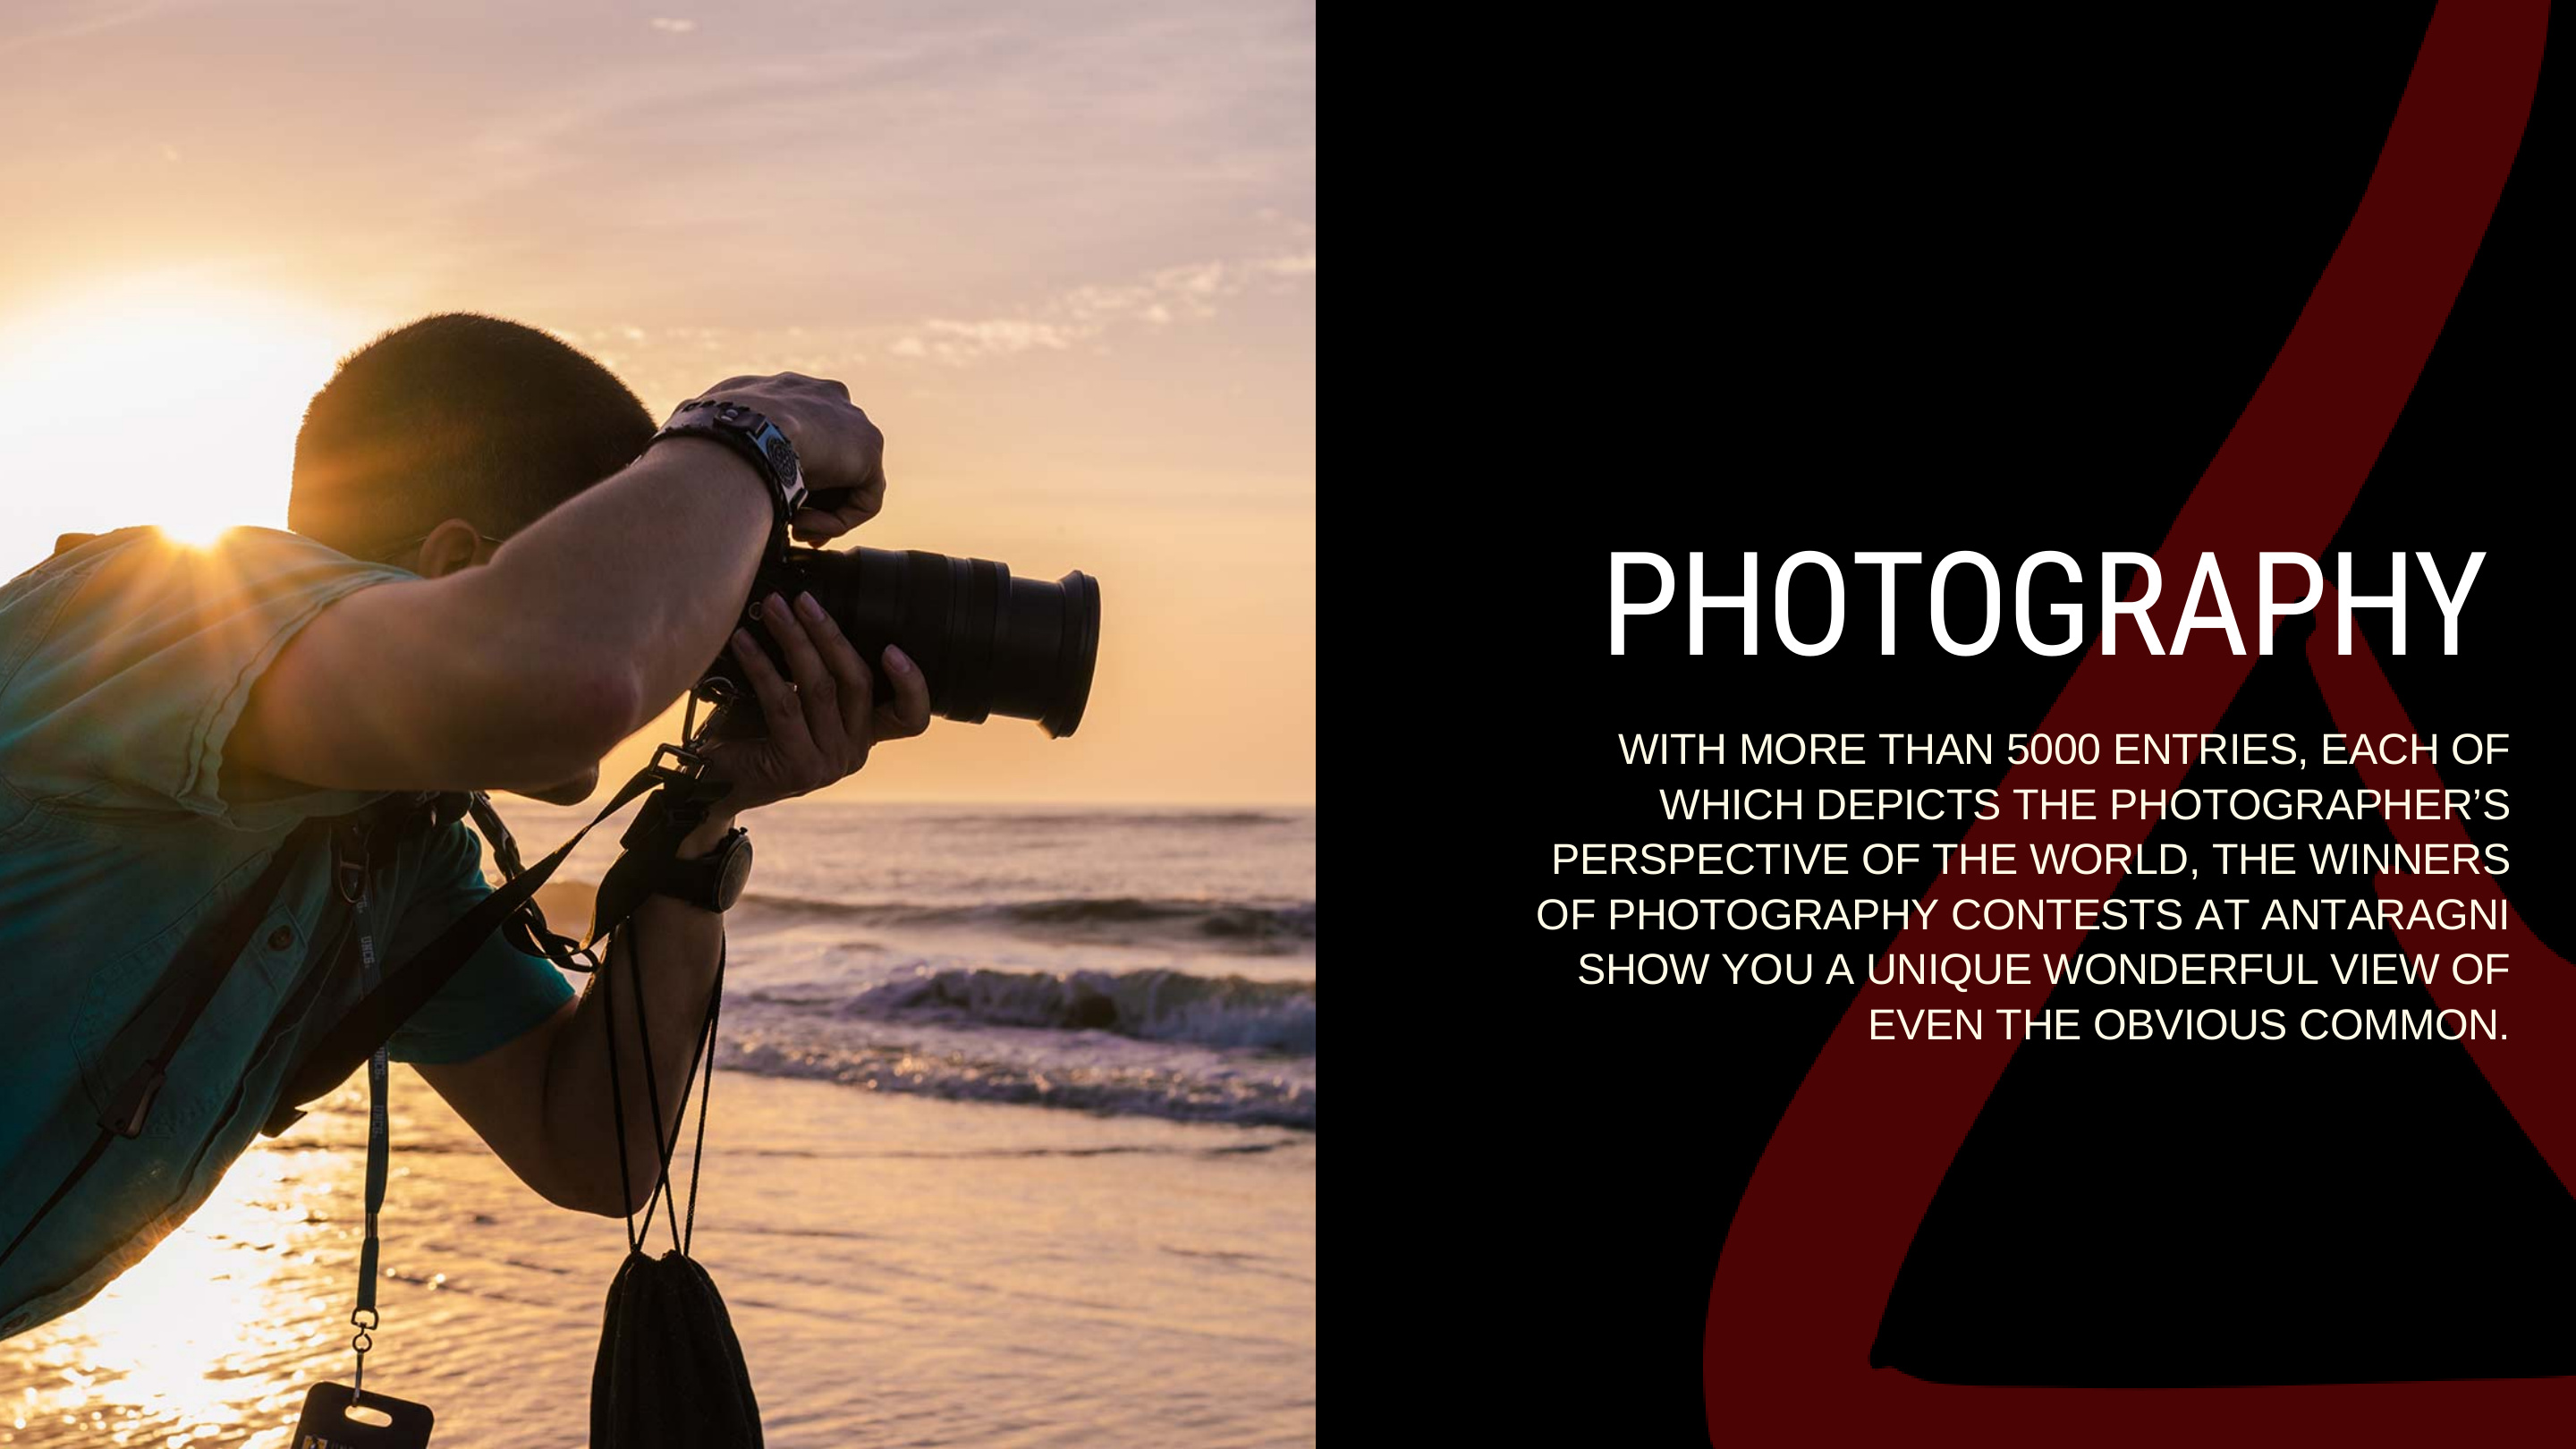 PHOTOGRAPHY
WITH MORE THAN 5000 ENTRIES, EACH OF
WHICH DEPICTS THE PHOTOGRAPHER’S
PERSPECTIVE OF THE WORLD, THE WINNERS
OF PHOTOGRAPHY CONTESTS AT ANTARAGNI
SHOW YOU A UNIQUE WONDERFUL VIEW OF
EVEN THE OBVIOUS COMMON.